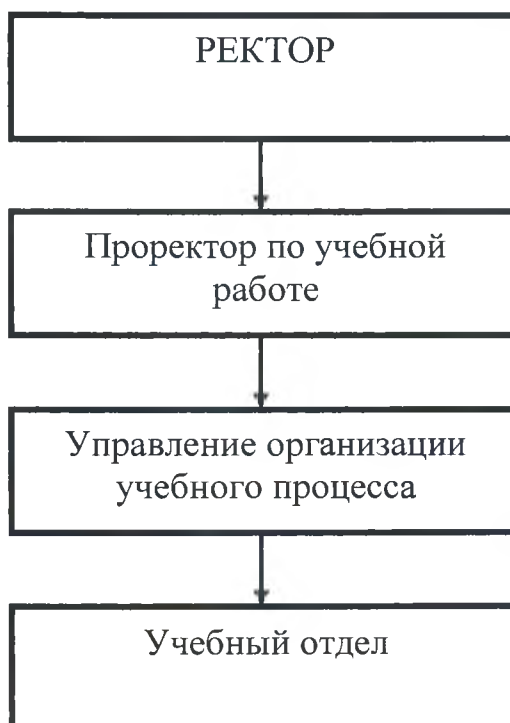 РЕКТОР
Проректор по учебной
работе
Управление организации
учебного процесса
Учебный отдел